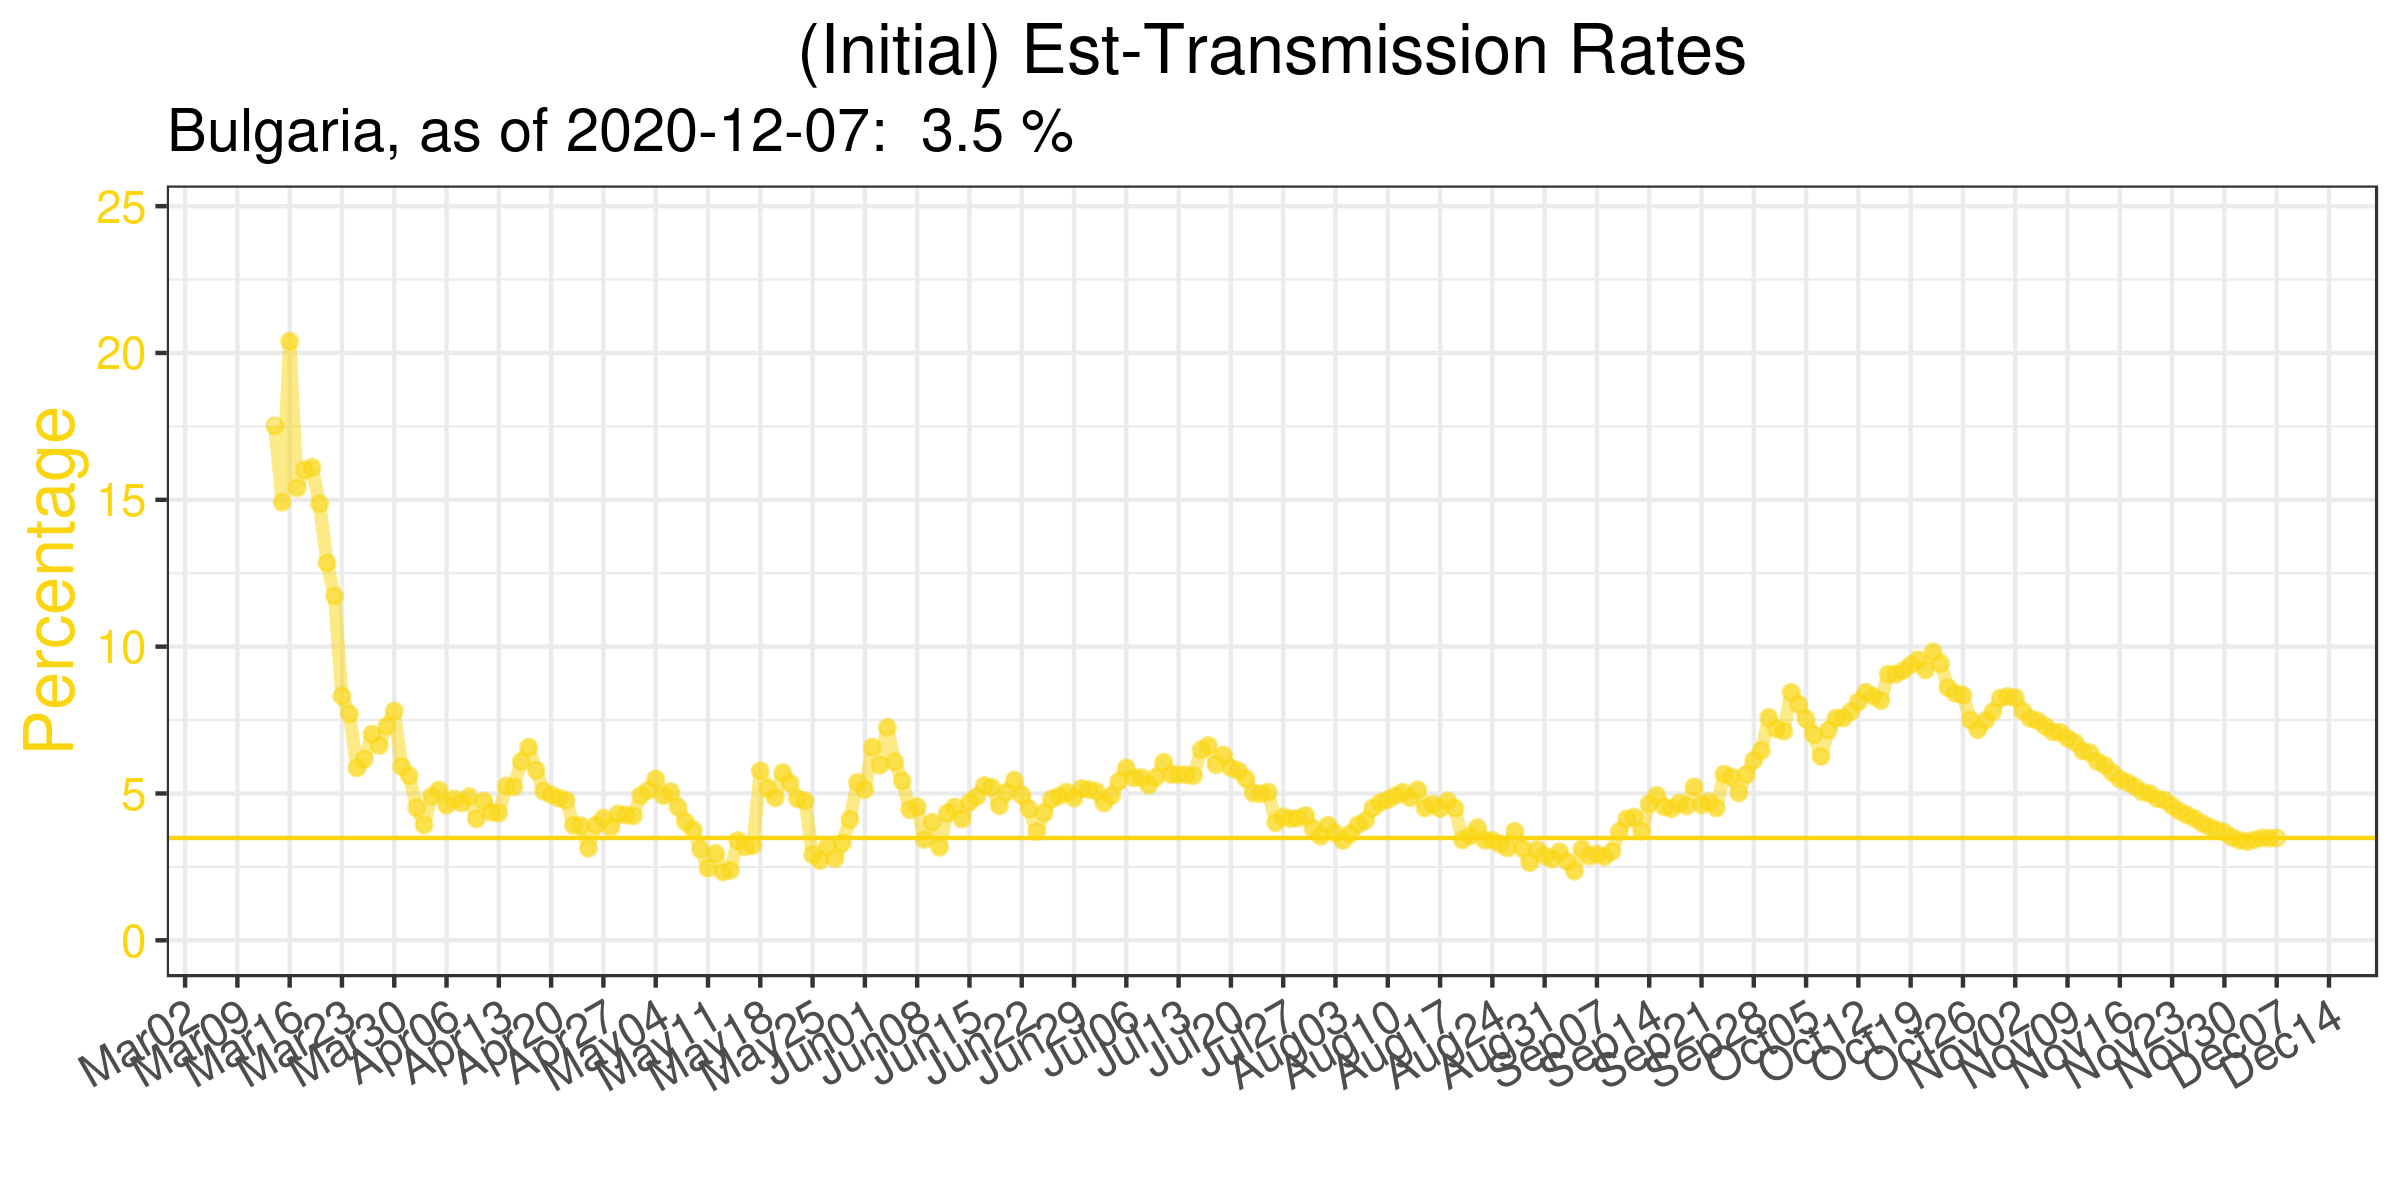 (Initial) Est-Transmission Rates
Bulgaria, as of 2020-12-07:  3.5 %
Percentage
25
20
15
10
5
0
Mar02
Mar09
Mar16
Mar23
Mar30
Apr06
Apr13
Apr20
Apr27
May04
May11
May18
May25
Jun01
Jun08
Jun15
Jun22
Jun29
Jul06
Jul13
Jul20
Jul27
Aug03
Aug10
Aug17
Aug24
Aug31
Sep07
Sep14
Sep21
Sep28
Oct05
Oct12
Oct19
Oct26
Nov02
Nov09
Nov16
Nov23
Nov30
Dec07
Dec14